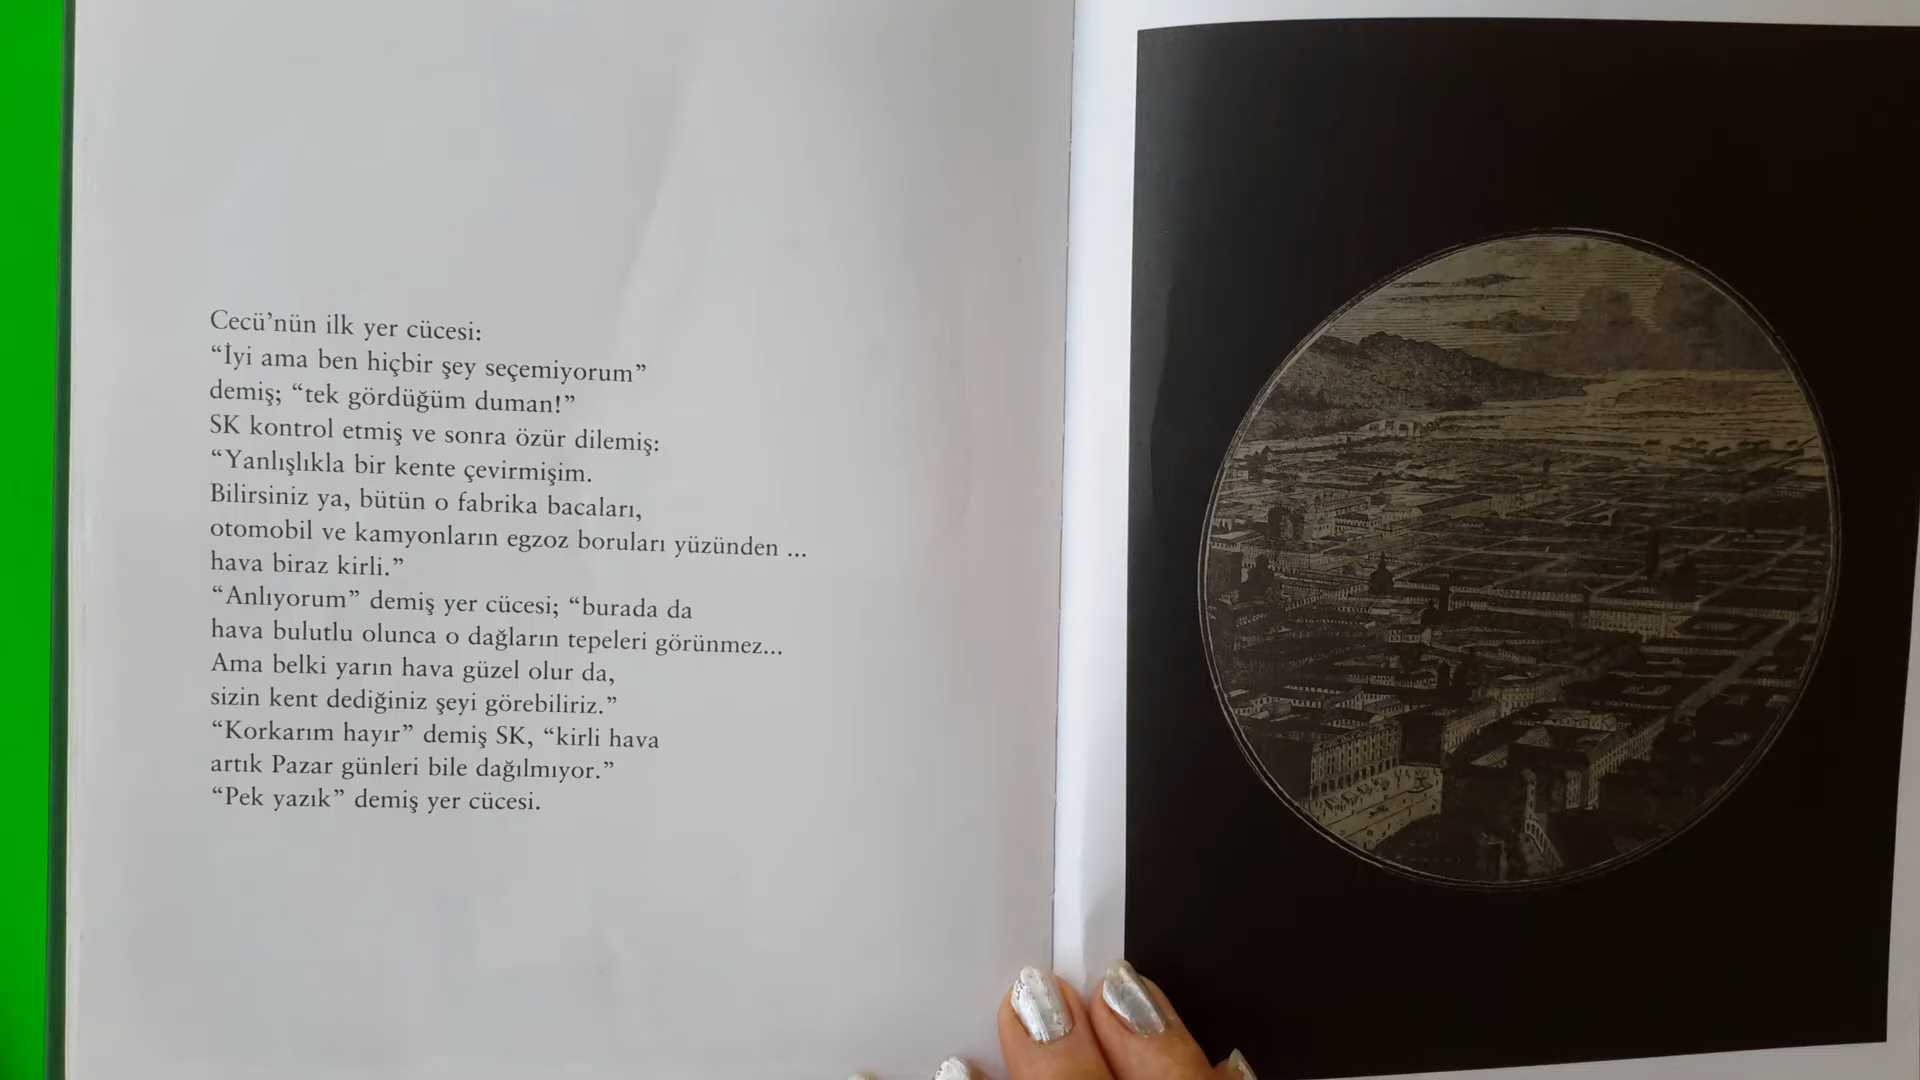 Cecü’nün ilk yer cücesi:
“İyi ama ben hiçbir şey seçemiyorum”
demiş; “tek gördüğüm duman!”
SK kontrol etmiş ve sonra özür dilemiş:
“Yanlışlıkla bir kente çevirmişim.
Bilirsiniz ya, bütün o fabrika bacaları,
otomobil ve kamyonların egzoz boruları yüzünden ...
hava biraz kirli.”
“Anlıyorum” demiş yer cücesi; “burada da
hava bulutlu olunca o dağların tepeleri görünmez...
Ama belki yarın hava güzel olur da,
sizin kent dediğiniz şeyi görebiliriz.”
“Korkarım hayır” demiş SK, “kirli hava
artık Pazar günleri bile dağılmıyor.”
“Pek yazık” demiş yer cücesi.